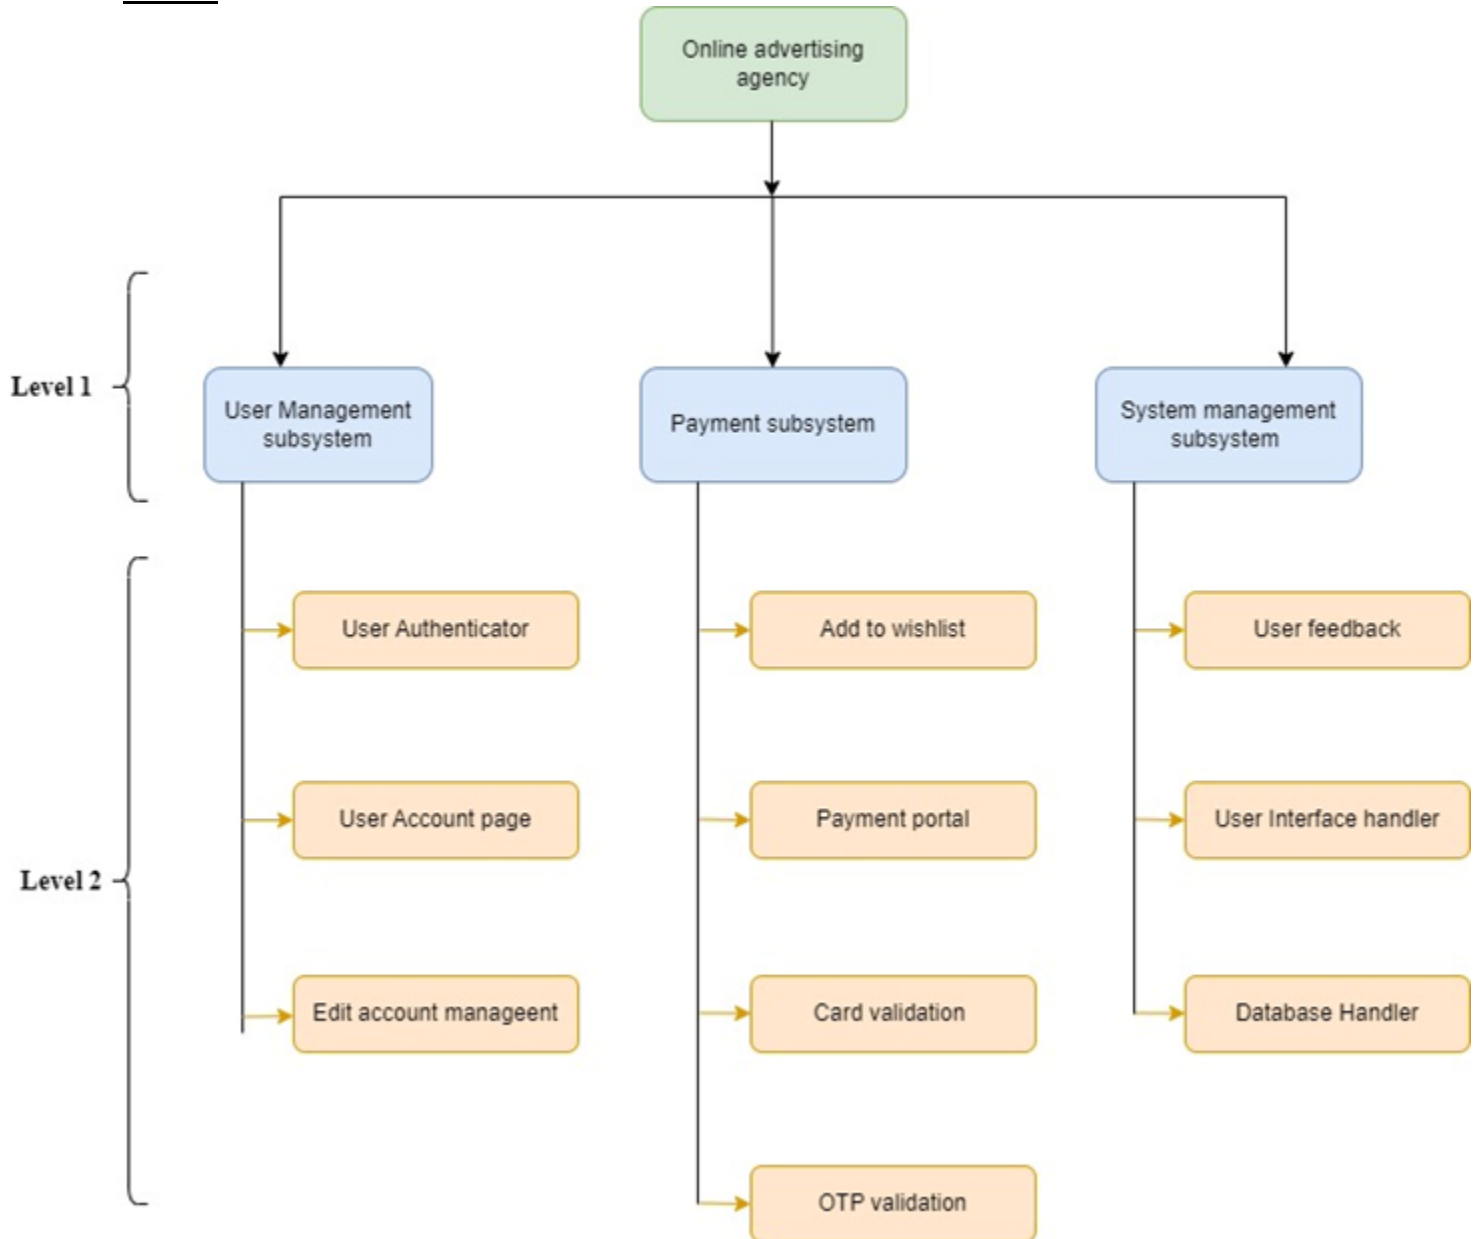 Online advertising
agency
Level 1
User Management
subsystem
Payment subsystem
System management
subsystem
Level 2
User Authenticator
Add to wishlist
User feedback
User Account page
Payment portal
User Interface handler
Edit account manageent
Card validation
Database Handler
OTP validation